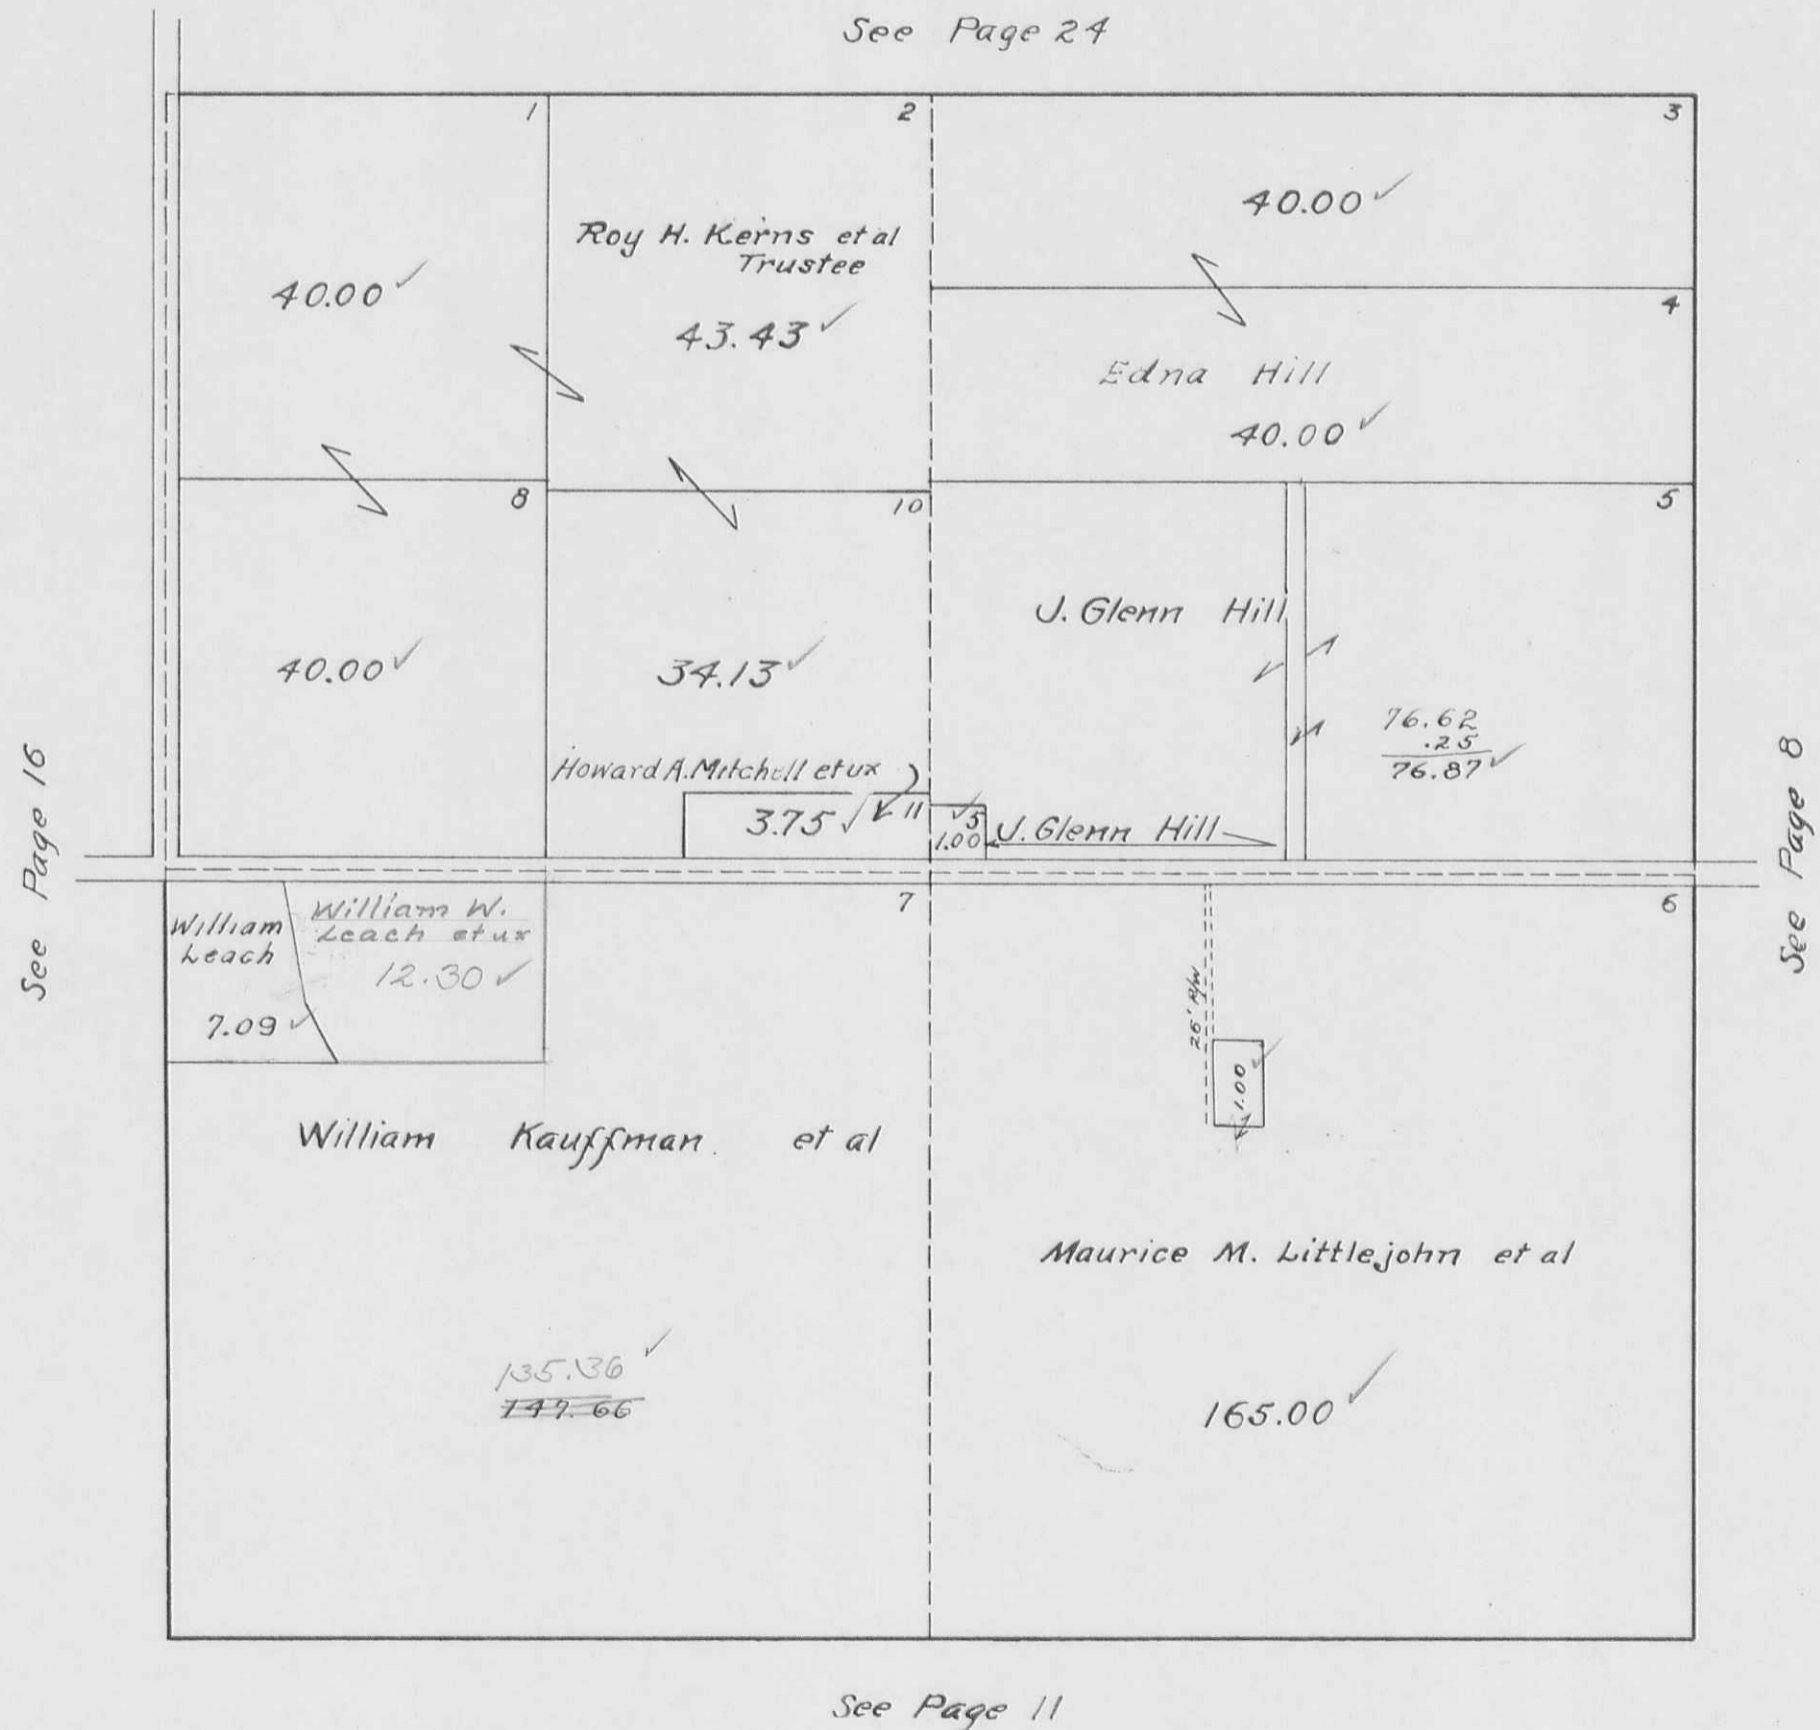 See Page 24
1
2
3
40.00
Roy H. Kerns et al
Trustee
43.43
40.00
4
Edna Hill
40.00
8
10
5
40.00
34.13
J. Glenn Hill
76.62
.25
76.87
Howard A. Mitchell et ux
3.75
11
5
1.00
J. Glenn Hill
See Page 16
See Page 8
William
Leach
7.09
William W.
Leach et ux
12.30
7
6
26' R/W
1.00
William Kauffman et al
Maurice M. Littlejohn et al
135.36
147.66
165.00
See Page 11